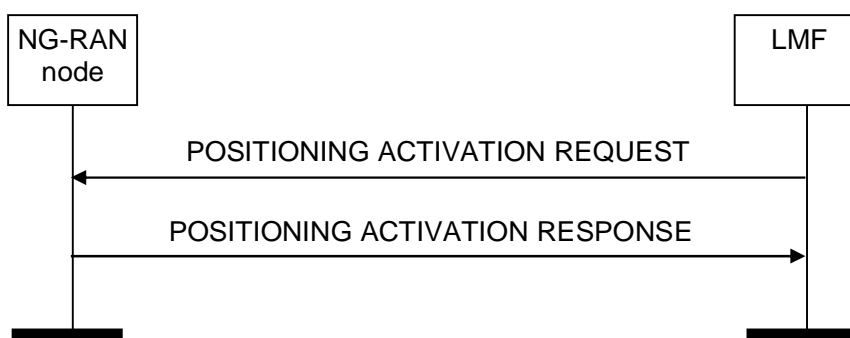 NG-RAN
node
LMF
POSITIONING ACTIVATION REQUEST
POSITIONING ACTIVATION RESPONSE